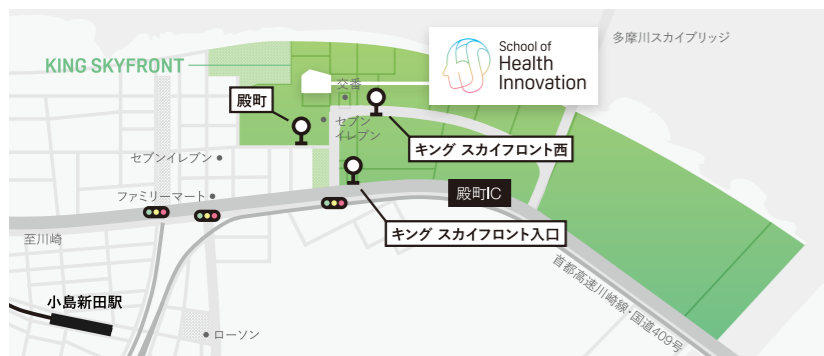 多摩川スカイブリッジ
School of
Health
Innovation
KING SKYFRONT
交番
殿町
セブン
イレブン
キング スカイフロント西
セブンイレブン
ファミリーマート
殿町IC
キング スカイフロント入口
至川崎
首都高速川崎線・国道409号
小島新田駅
ローソン